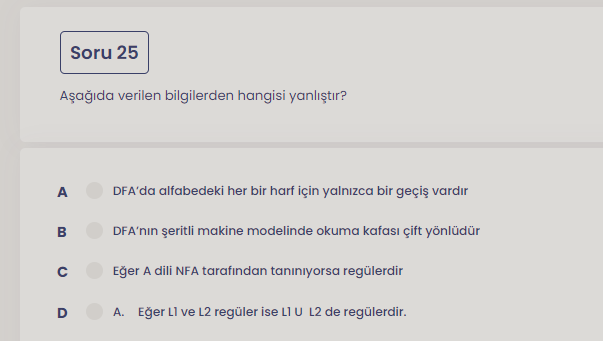 Soru 25
Aşağıda verilen bilgilerden hangisi yanlıştır?
A DFA’da alfabedeki her bir harf için yalnızca bir geçiş vardır
B DFA’nın şeritli makine modelinde okuma kafası çift yönlüdür
C Eğer A dili NFA tarafından tanınıyorsa regülerdir
D A. Eğer L1 ve L2 regüler ise L1 U L2 de regülerdir.